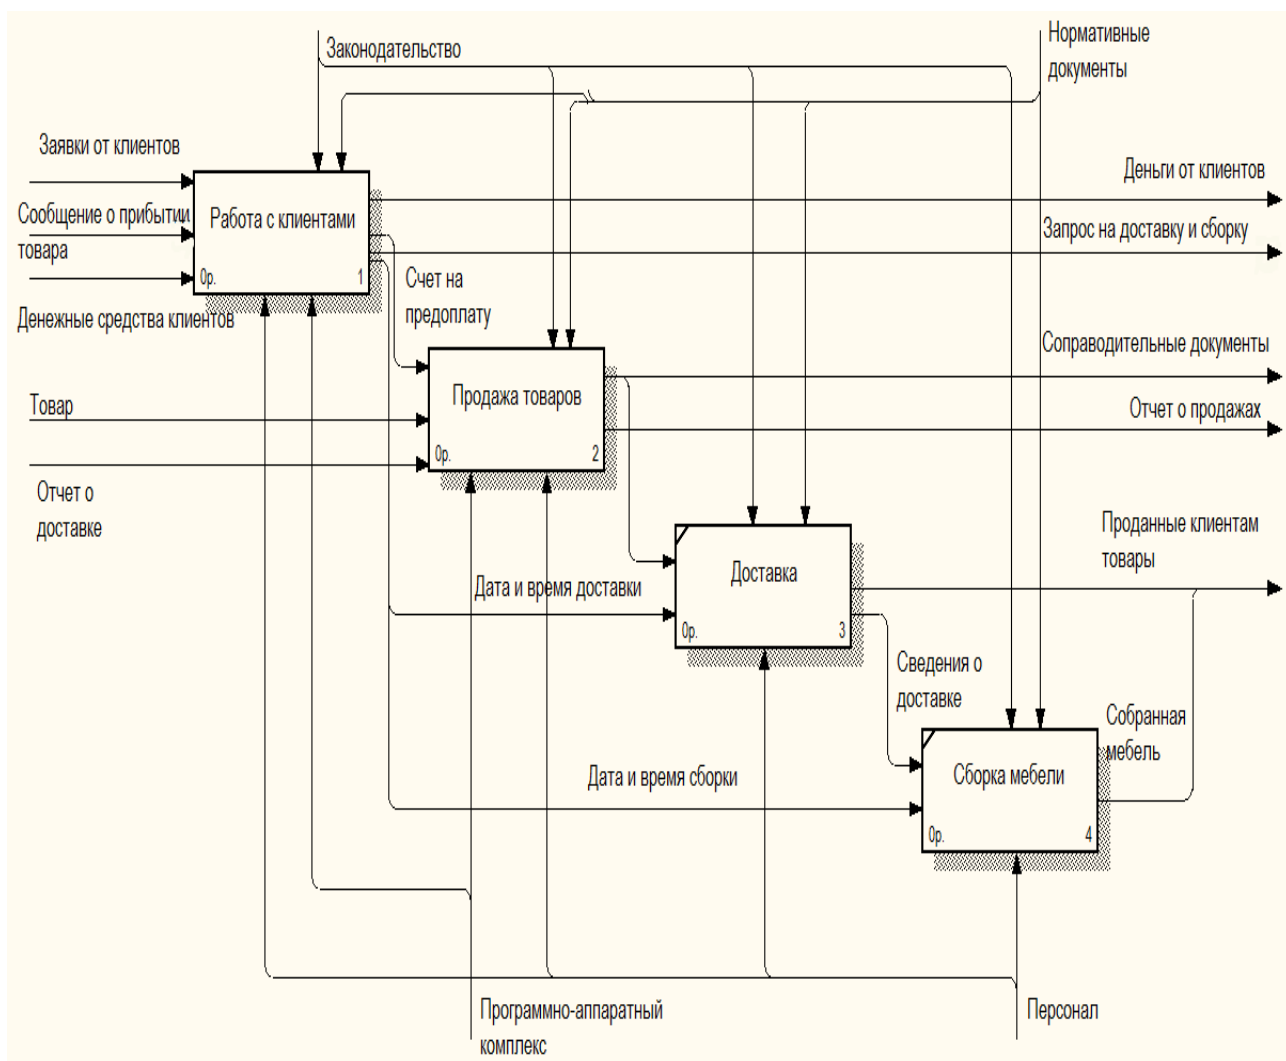 Законодательство
Нормативные
документы
Заявки от клиентов
Деньги от клиентов
Сообщение о прибытии
товара
Работа с клиентами
0р.
1
Запрос на доставку и сборку
Счет на
предоплату
Денежные средства клиентов
Соправодительные документы
Товар
Продажа товаров
0р.
2
Отчет о продажах
Отчет о
доставке
Проданные клиентам
товары
Доставка
0р.
3
Дата и время доставки
Сведения о
доставке
Собранная
мебель
Дата и время сборки
Сборка мебели
0р.
4
Программно-аппаратный
комплекс
Персонал